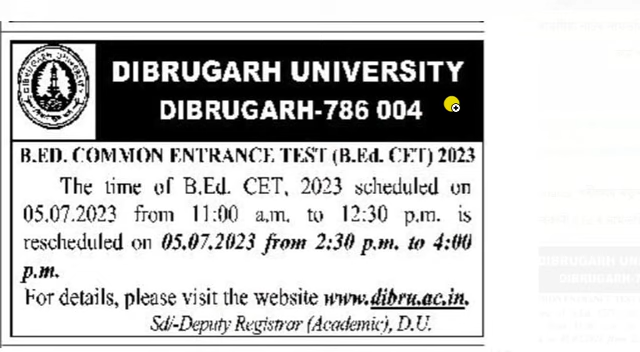 DIBRUGARH UNIVERSITY
DIBRUGARH-786 004
B.ED. COMMON ENTRANCE TEST (B.Ed. CET) 2023
The time of B.Ed. CET, 2023 scheduled on
05.07.2023 from 11:00 a.m. to 12:30 p.m. is
rescheduled on 05.07.2023 from 2:30 p.m. to 4:00
p.m.
For details, please visit the website www.dibru.ac.in.
Sd/-Deputy Registrar (Academic), D.U.